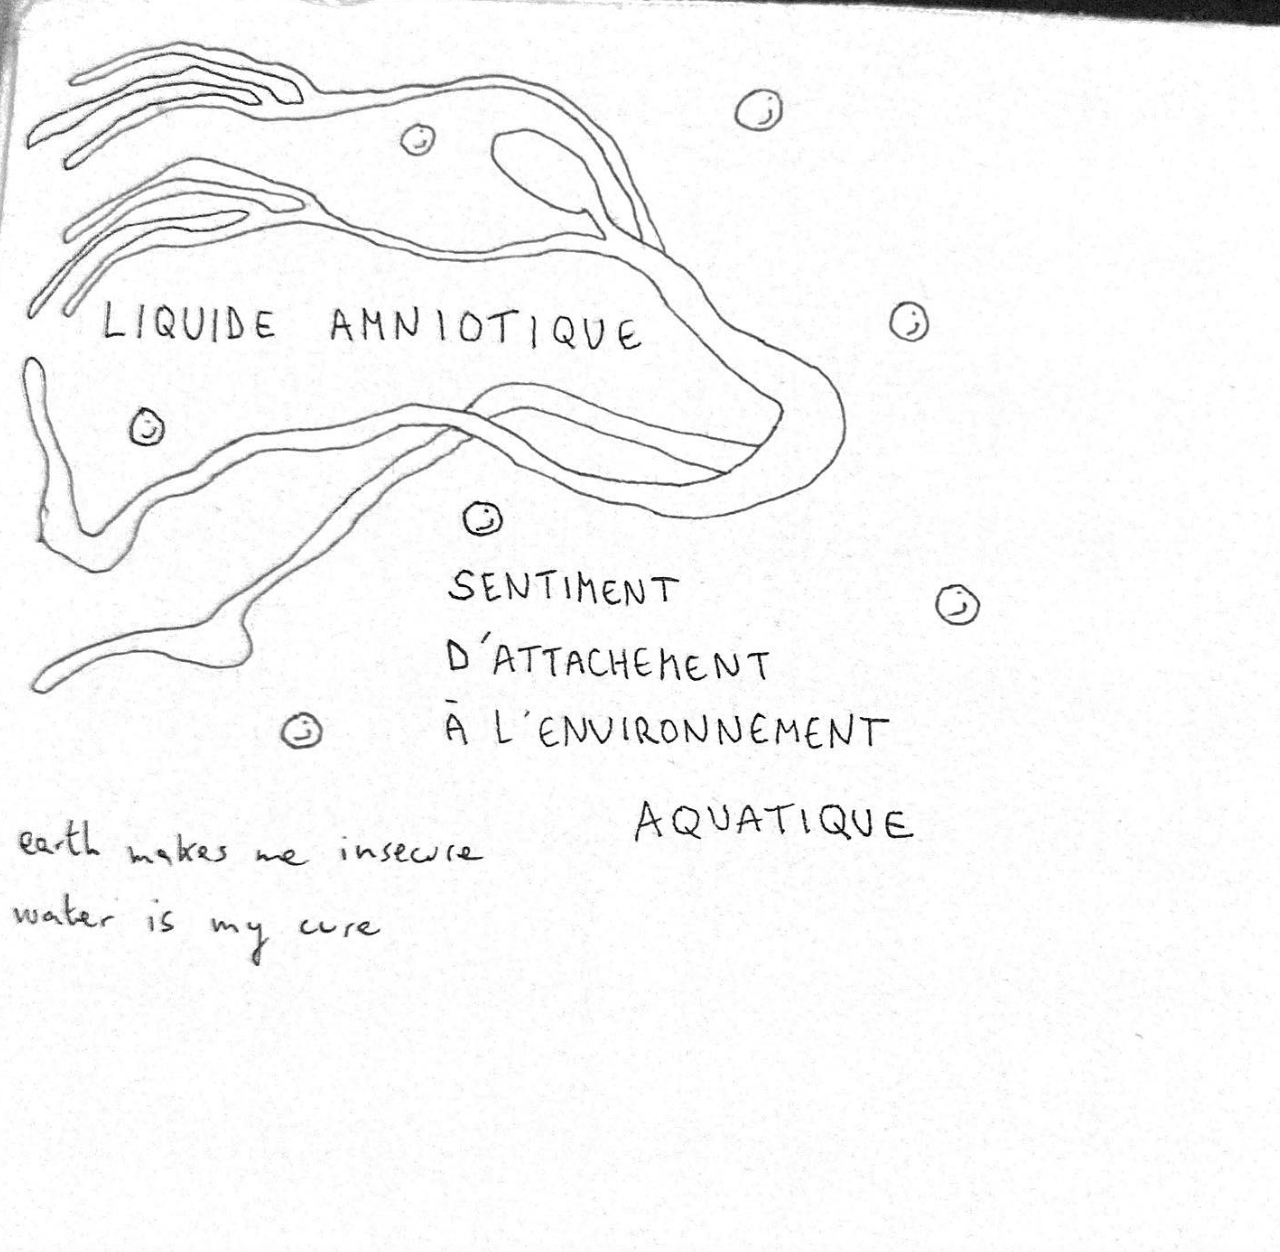 LIQUIDE AMNIOTIQUE
SENTIMENT
D'ATTACHEMENT
À L'ENVIRONNEMENT
AQUATIQUE
earth makes me insecure
water is my cure